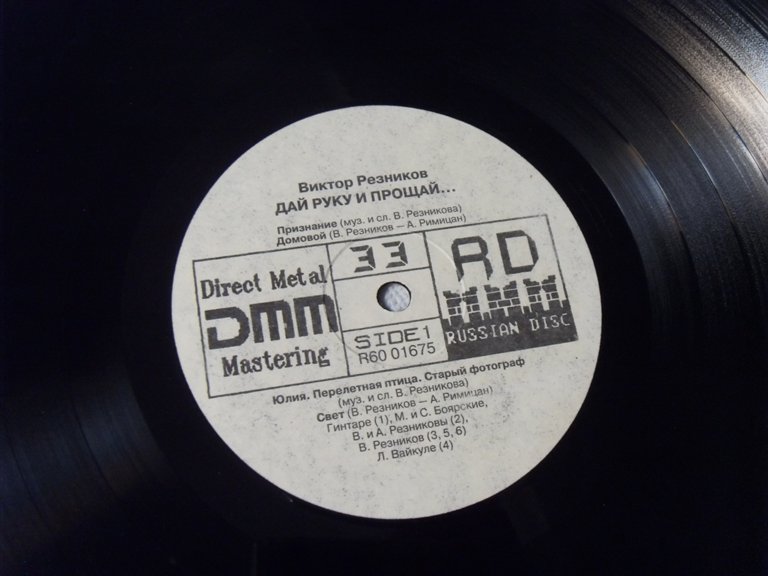 Виктор Резников
ДАЙ РУКУ И ПРОЩАЙ...
Признание (муз. и сл. В. Резникова)
Домовой (В. Резников — А. Римицан)
Direct Metal
DMM
Mastering
33
SIDE 1
R60 01675
RD
RUSSIAN DISC
Юлия. Перелетная птица. Старый фотограф
(муз. и сл. В. Резникова)
Свет (В. Резников — А. Римицан)
Гинтаре (1), М. и С. Боярские,
В. и А. Резниковы (2),
В. Резников (3, 5, 6)
Л. Вайкуле (4)